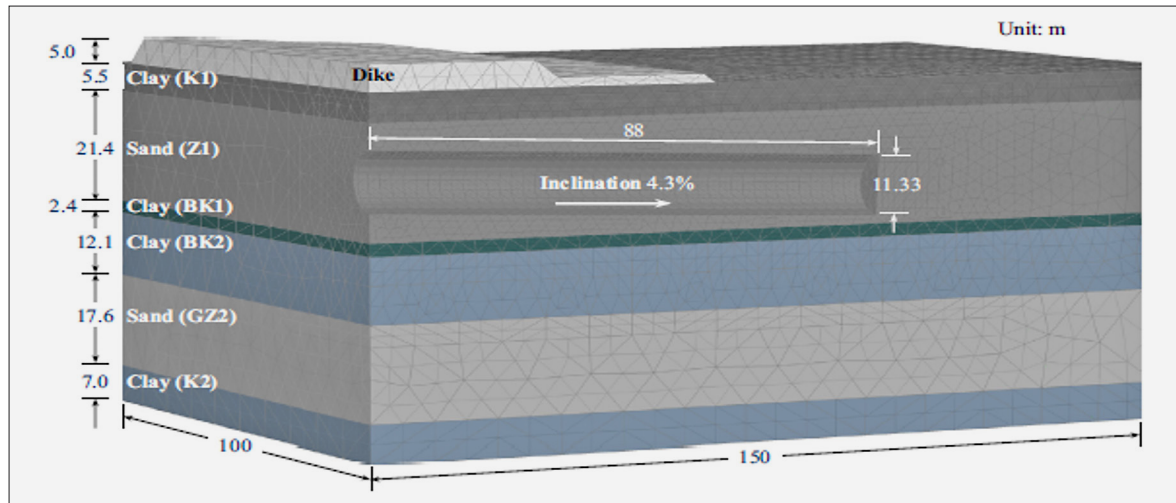 Unit: m
5.0
5.5
Clay (K1)
Dike
88
21.4
Sand (Z1)
Inclination 4.3%
11.33
2.4
Clay (BK1)
12.1
Clay (BK2)
17.6
Sand (GZ2)
7.0
Clay (K2)
100
150